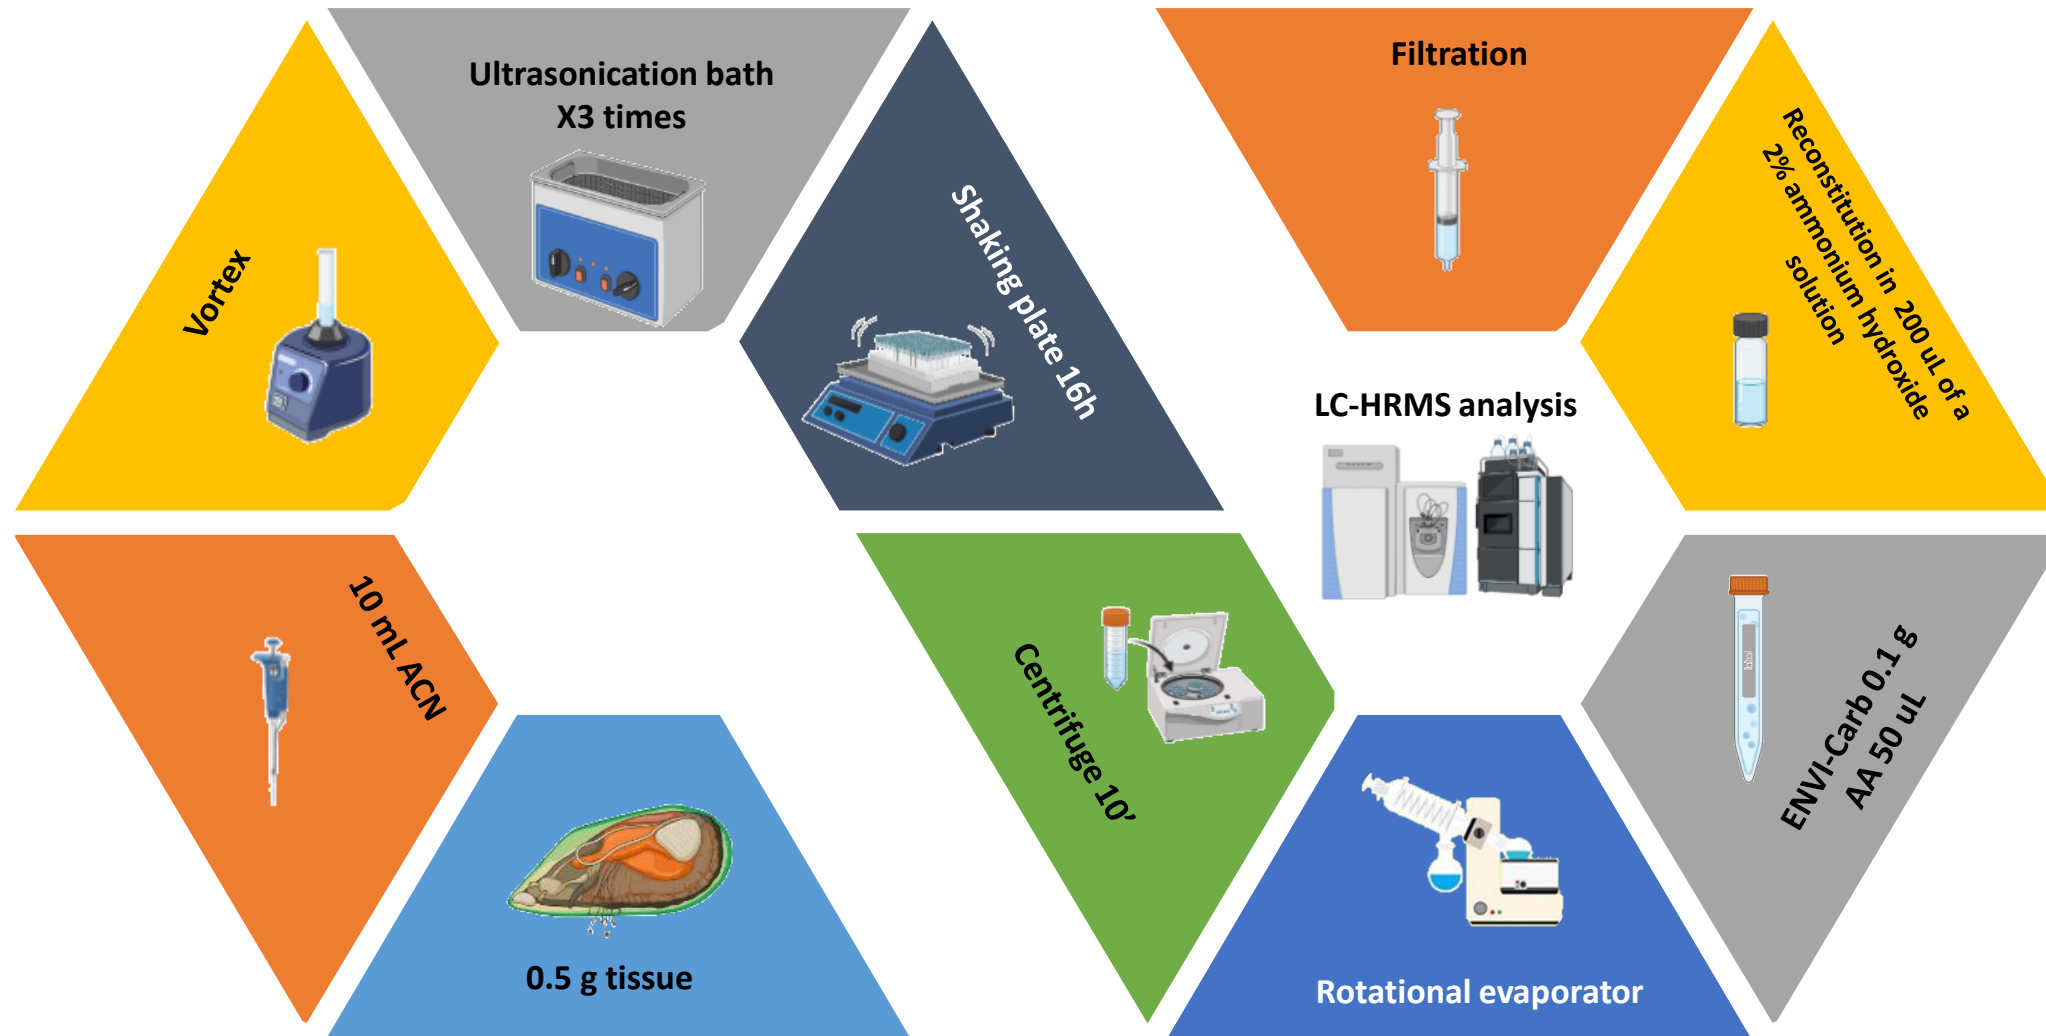 0.5 g tissue
10 mL ACN
Vortex
Ultrasonication bath
X3 times
Shaking plate 16h
Centrifuge 10’
Rotational evaporator
ENVI-Carb 0.1 g
AA 50 uL
Reconstitution in 200 uL of a
2% ammonium hydroxide
solution
Filtration
LC-HRMS analysis